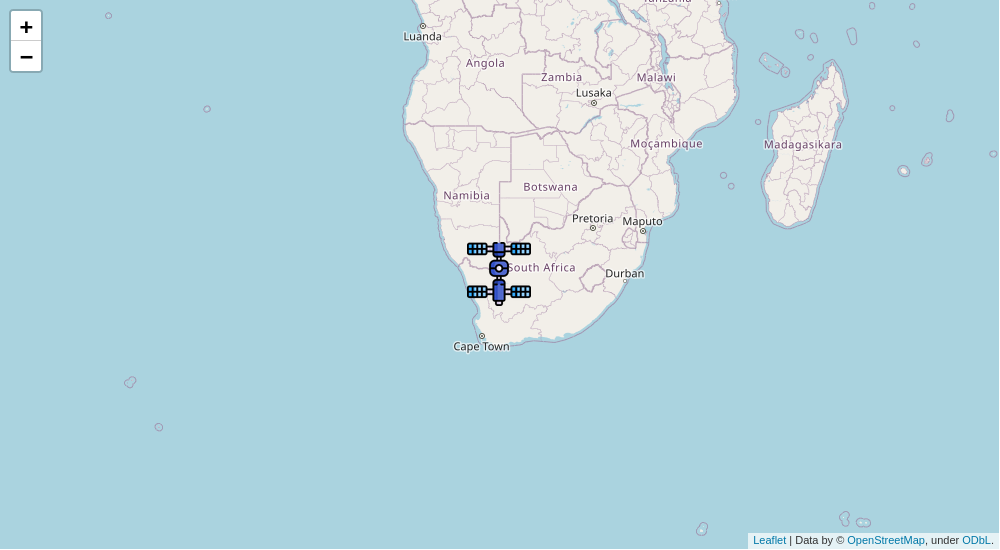 +
−
Tanzania
Luanda
Angola
Zambia
Malawi
Lusaka
Moçambique
Madagasikara
Botswana
Namibia
Pretoria
Maputo
South Africa
Durban
Cape Town
Leaflet | Data by © OpenStreetMap, under ODbL.